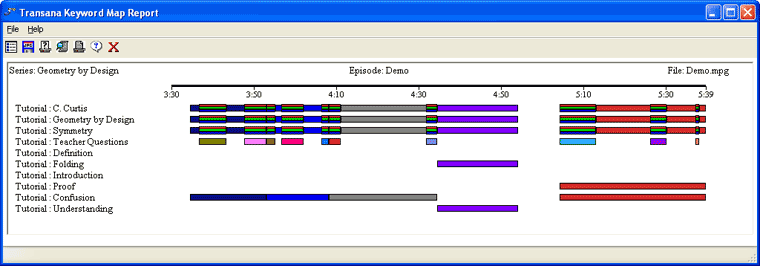 Transana Keyword Map Report
File Help
Series: Geometry by Design Episode: Demo File: Demo.mpg
3:30 3:50 4:10 4:30 4:50 5:10 5:30 5:39
Tutorial : C. Curtis
Tutorial : Geometry by Design
Tutorial : Symmetry
Tutorial : Teacher Questions
Tutorial : Definition
Tutorial : Folding
Tutorial : Introduction
Tutorial : Proof
Tutorial : Confusion
Tutorial : Understanding